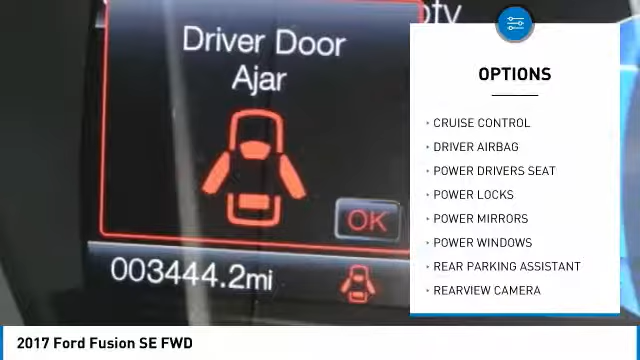 Driver Door
Ajar
OK
003444.2mi
OPTIONS
CRUISE CONTROL
DRIVER AIRBAG
POWER DRIVERS SEAT
POWER LOCKS
POWER MIRRORS
POWER WINDOWS
REAR PARKING ASSISTANT
REARVIEW CAMERA
2017 Ford Fusion SE FWD